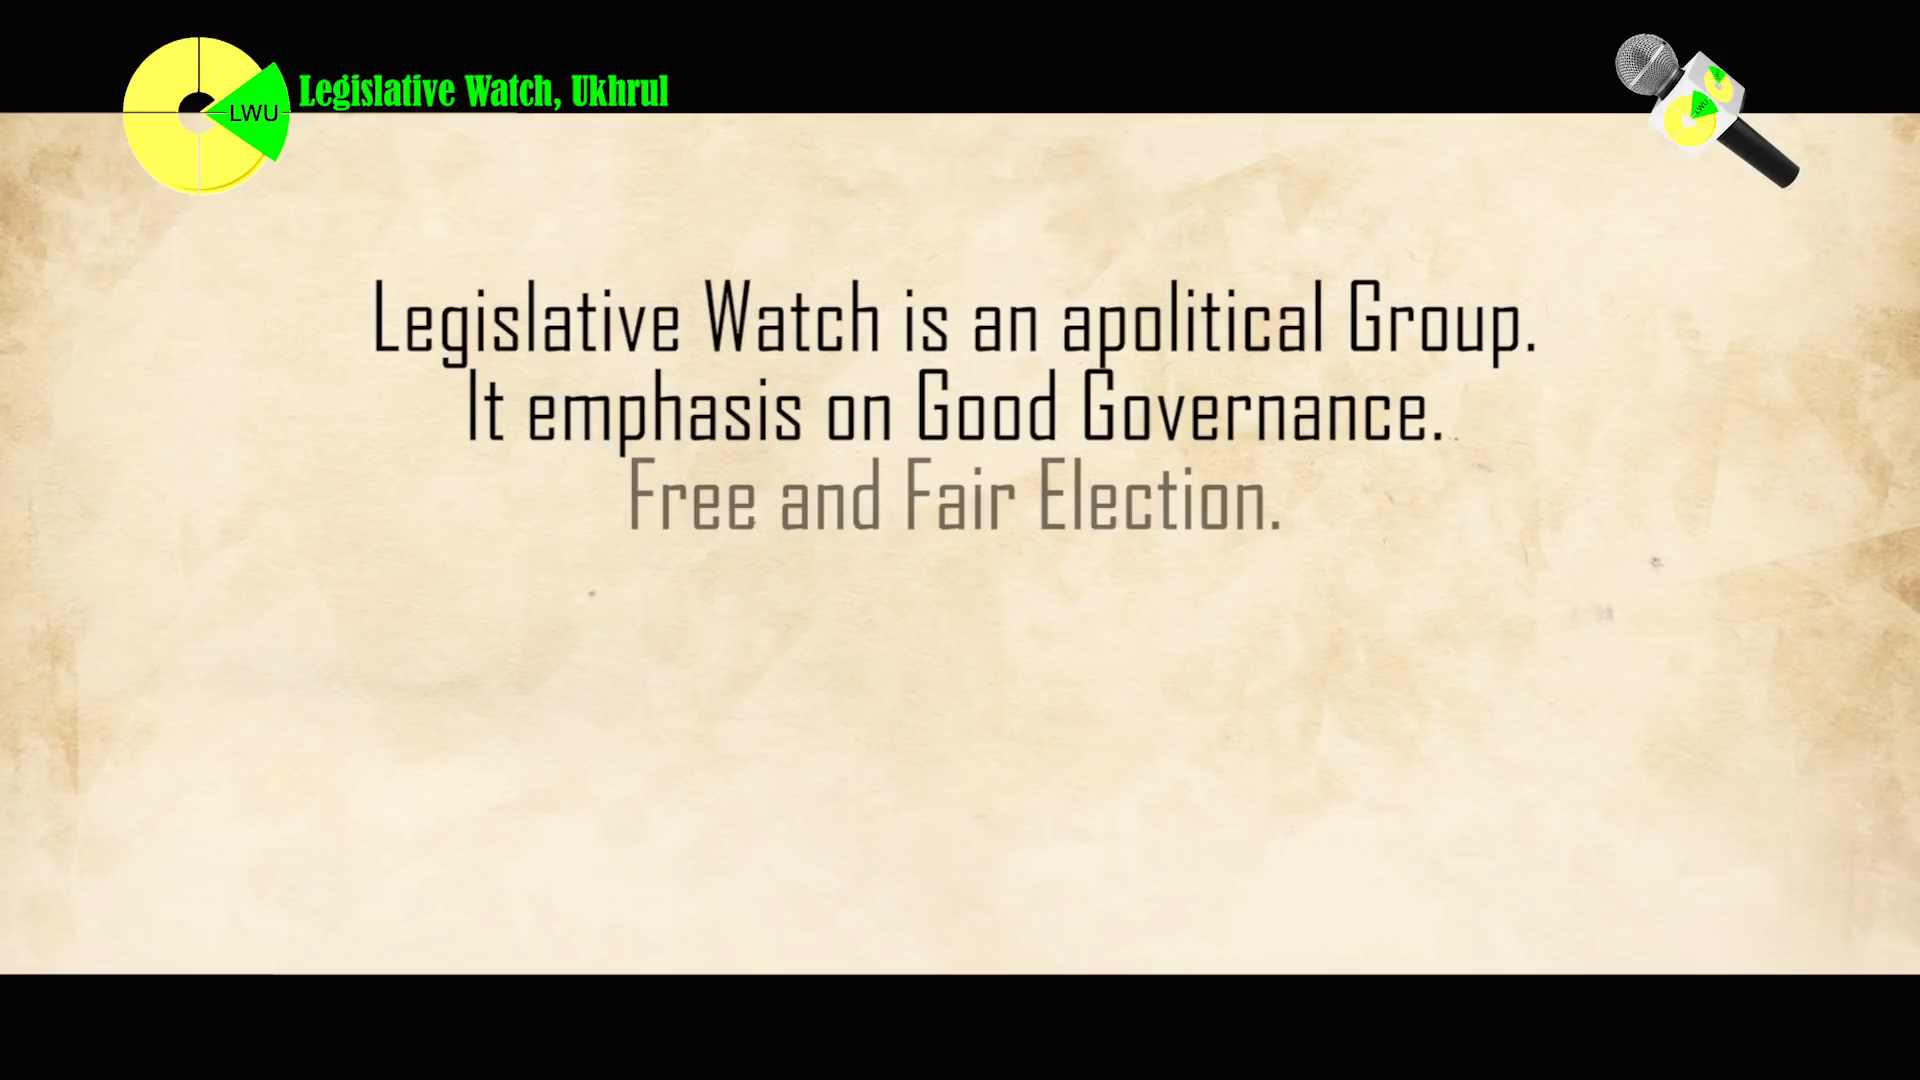 LWU
Legislative Watch, Ukhrul
LWU
Legislative Watch is an apolitical Group.
It emphasis on Good Governance.
Free and Fair Election.